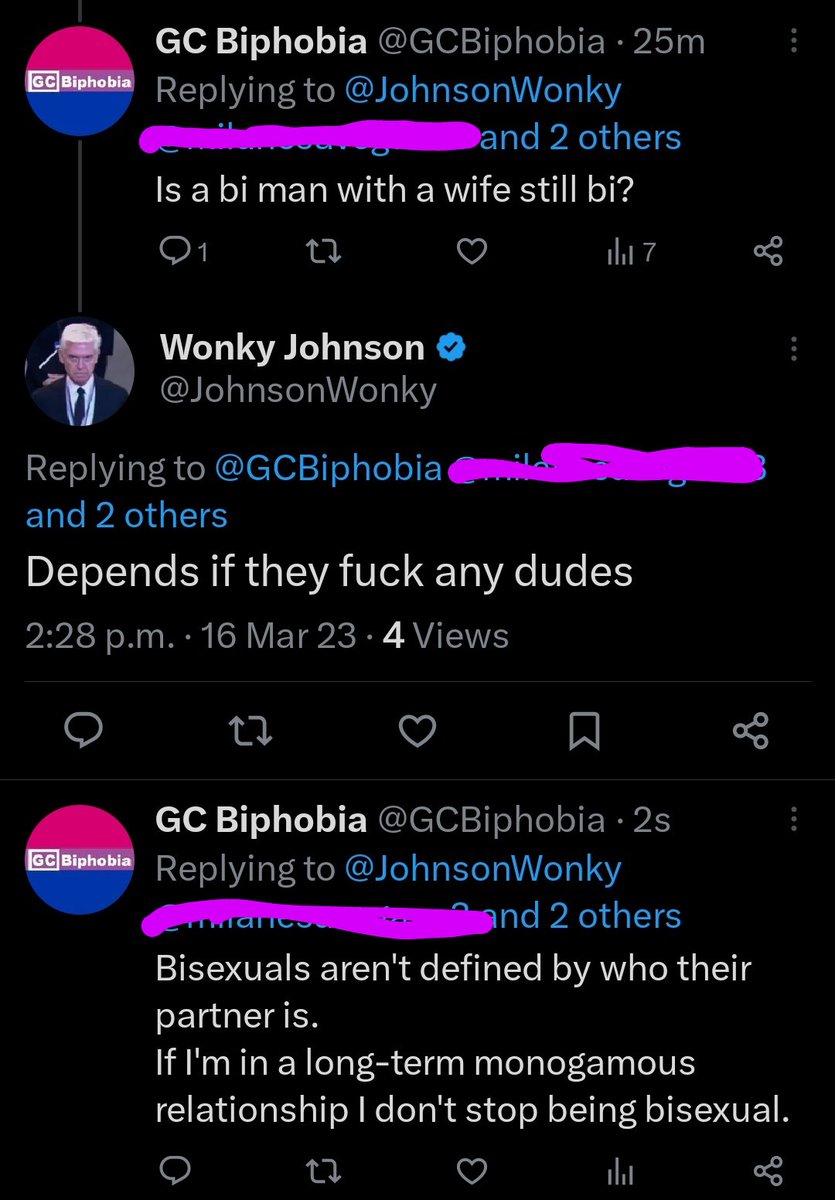 GC Biphobia @GCBiphobia · 25m
GC Biphobia
Replying to @JohnsonWonky
and 2 others
Is a bi man with a wife still bi?
1 7
Wonky Johnson
@JohnsonWonky
Replying to @GCBiphobia
and 2 others
Depends if they fuck any dudes
2:28 p.m. · 16 Mar 23 · 4 Views
GC Biphobia @GCBiphobia · 2s
GC Biphobia
Replying to @JohnsonWonky
and 2 others
Bisexuals aren't defined by who their
partner is.
If I'm in a long-term monogamous
relationship I don't stop being bisexual.